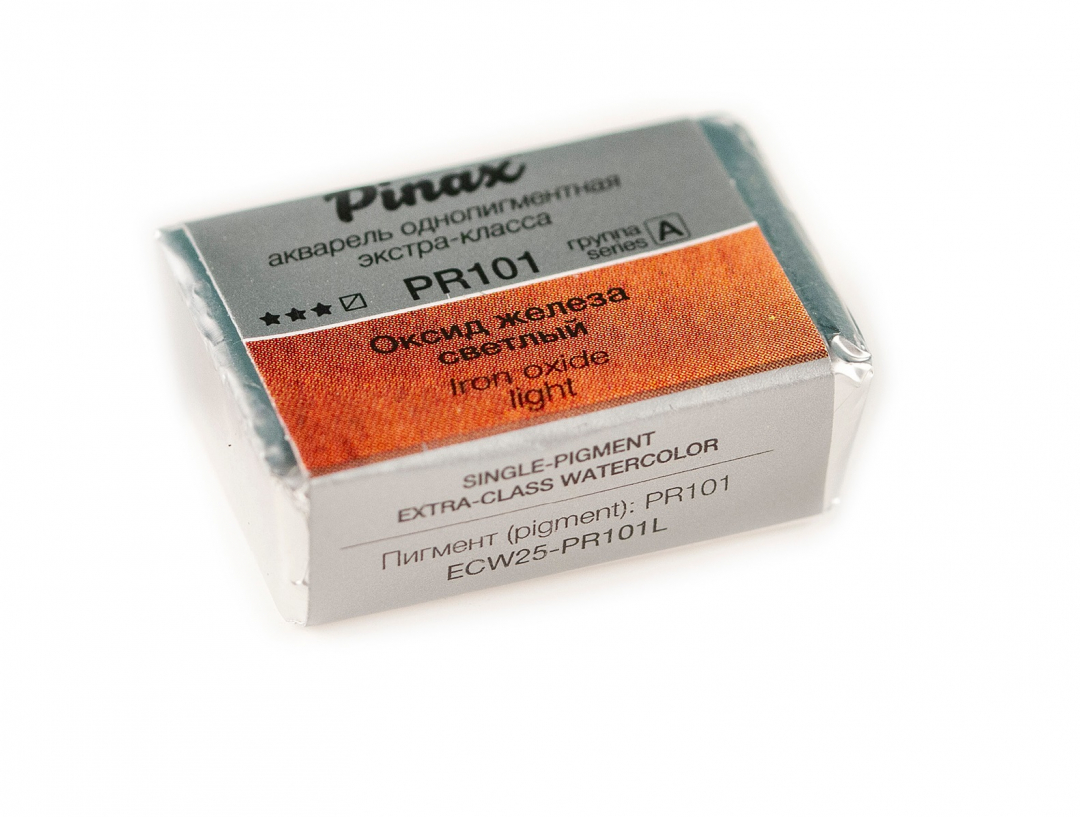 Pinax
акварель однопигментная
экстра-класса
PR101
группа
series A
Оксид железа
светлый
Iron oxide
light
SINGLE-PIGMENT
EXTRA-CLASS WATERCOLOR
Пигмент (pigment): PR101
ECW25-PR101L